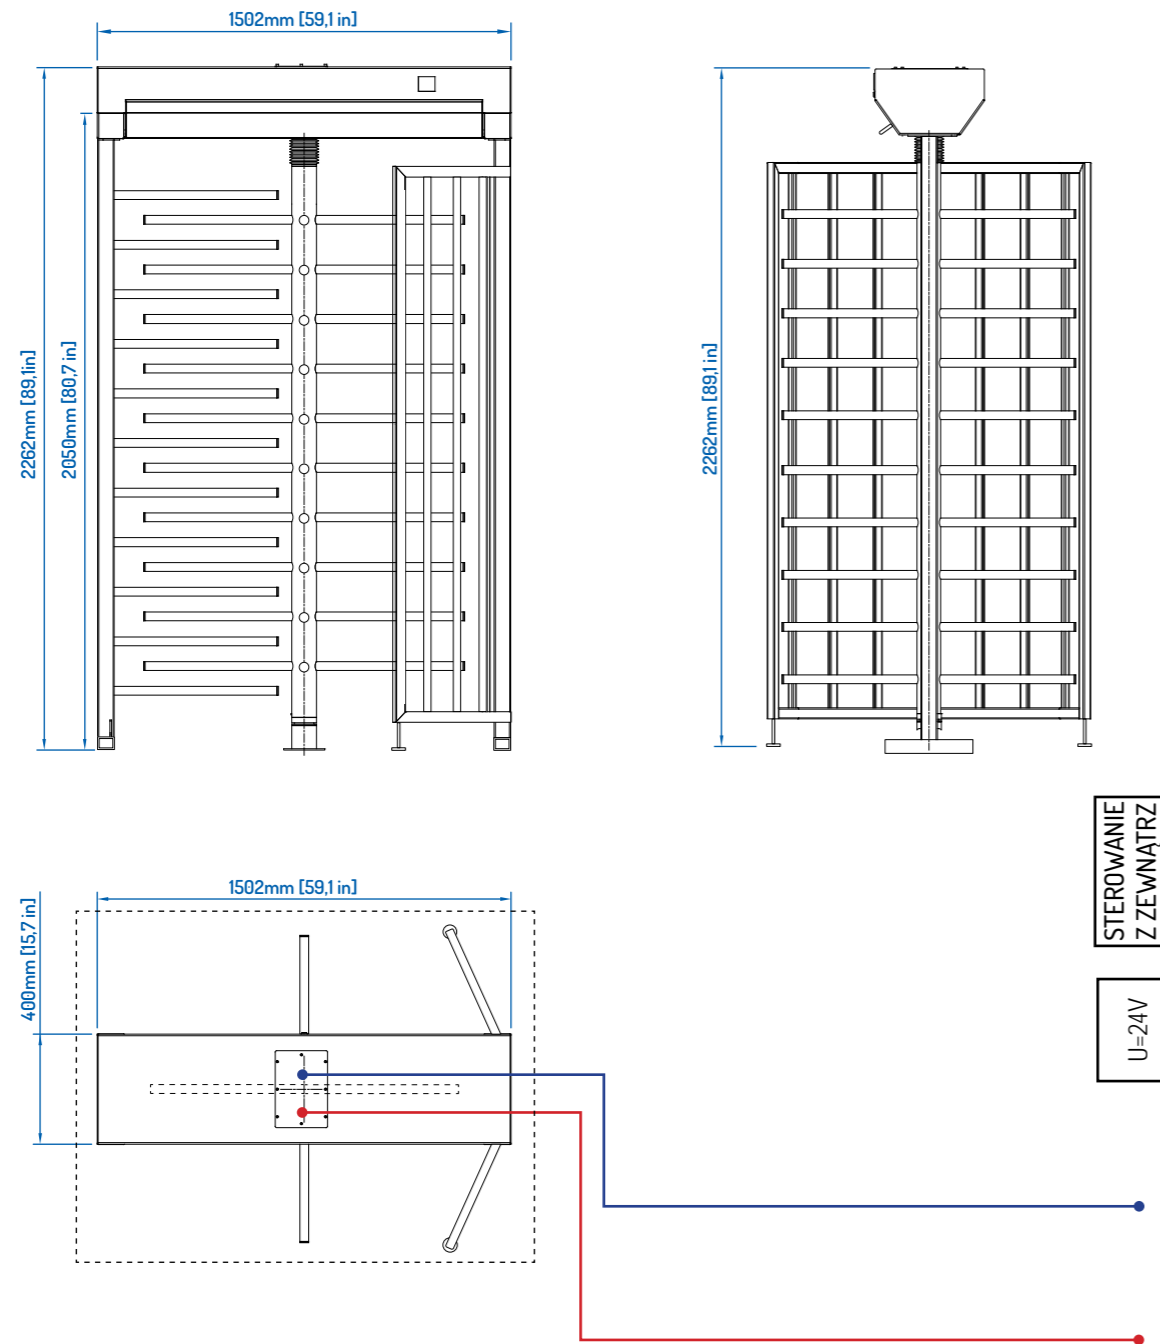 1502mm [59,1 in]
2262mm [89,1in]
2050mm [80,7 in]
2262mm [89,1 in]
1502mm [59,1 in]
400mm [15,7 in]
STEROWANIE
Z ZEWNĄTRZ
U=24V